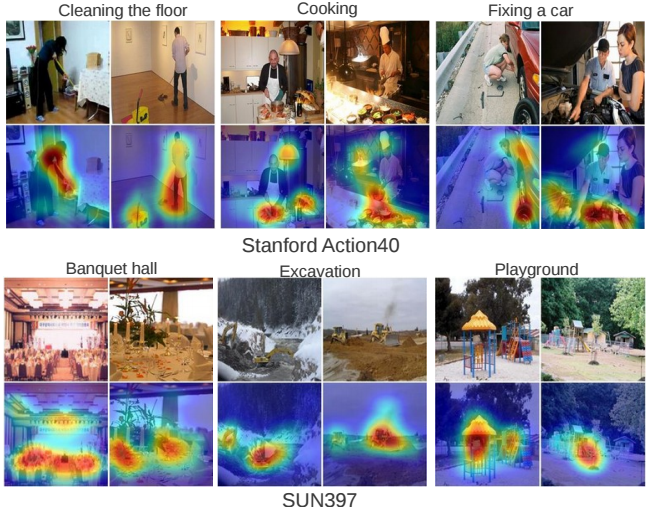 Cleaning the floor
Cooking
Fixing a car
Stanford Action40
Banquet hall
Excavation
Playground
SUN397